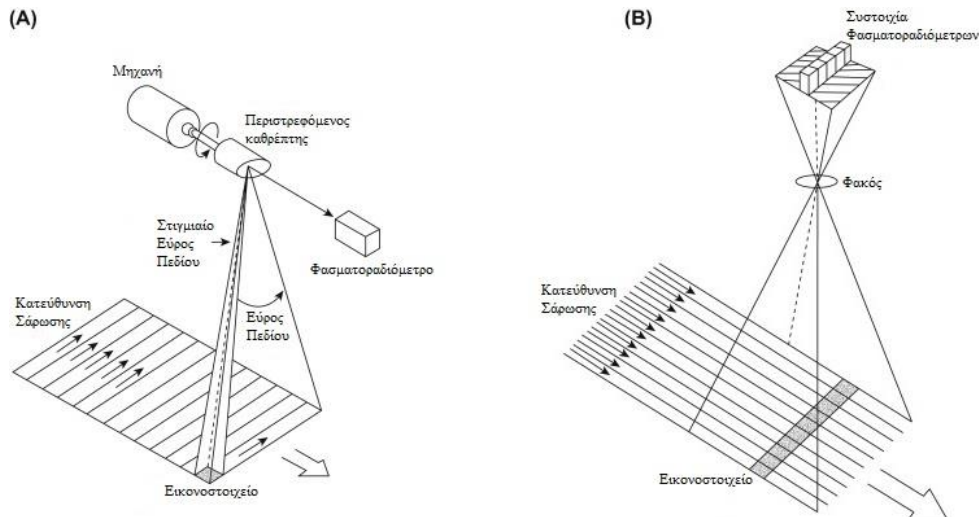 (A)
Μηχανή
Περιστρεφόμενος
καθρέπτης
Στιγμιαίο
Εύρος
Πεδίου
Φασματοραδιόμετρο
Κατεύθυνση
Σάρωσης
Εύρος
Πεδίου
Εικονοστοιχείο
(B)
Συστοιχία
Φασματοραδιόμετρων
Φακός
Κατεύθυνση
Σάρωσης
Εικονοστοιχείο